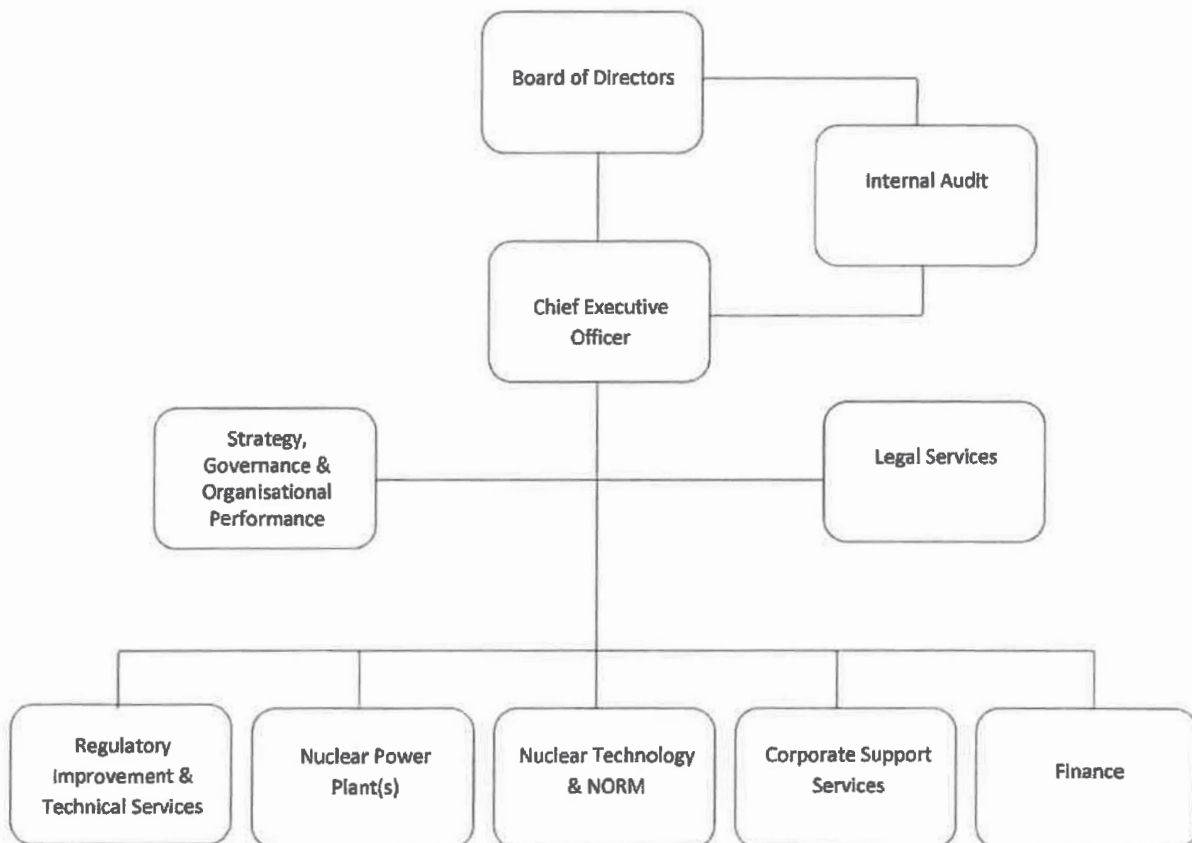 Board of Directors
Internal Audit
Chief Executive
Officer
Strategy,
Governance &
Organisational
Performance
Legal Services
Regulatory
Improvement &
Technical Services
Nuclear Power
Plant(s)
Nuclear Technology
& NORM
Corporate Support
Services
Finance